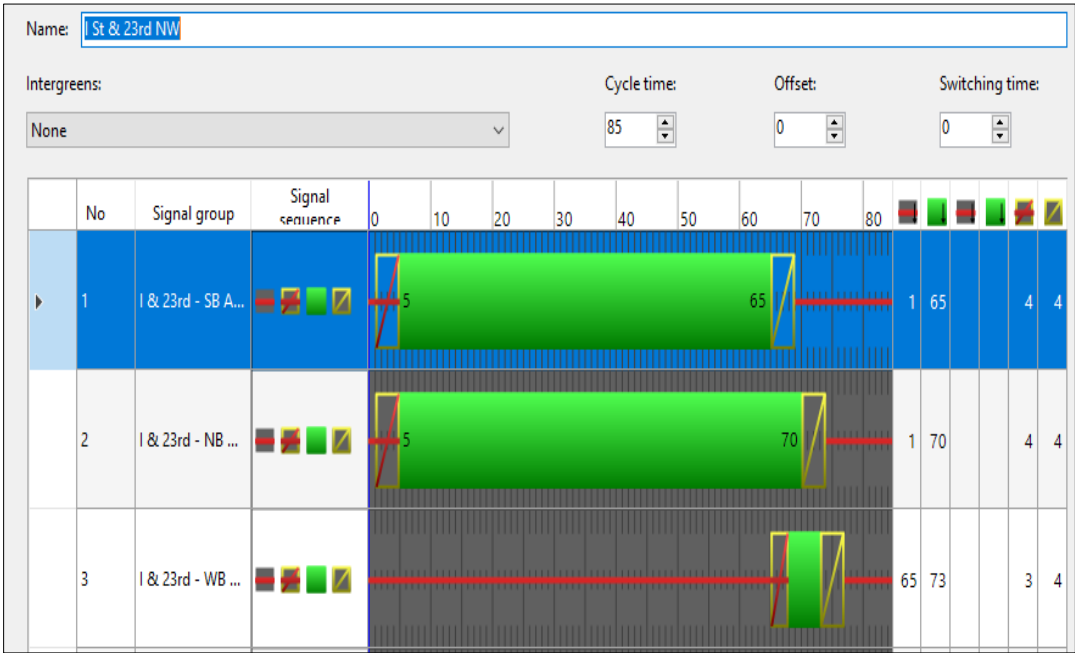 Name: I St & 23rd NW
Intergreens: Cycle time: Offset: Switching time:
None 85 0 0
No Signal group Signal sequence 0 10 20 30 40 50 60 70 80
1 I & 23rd - SB A... 5 65 1 65 4 4
2 I & 23rd - NB ... 5 70 1 70 4 4
3 I & 23rd - WB ... 65 73 3 4